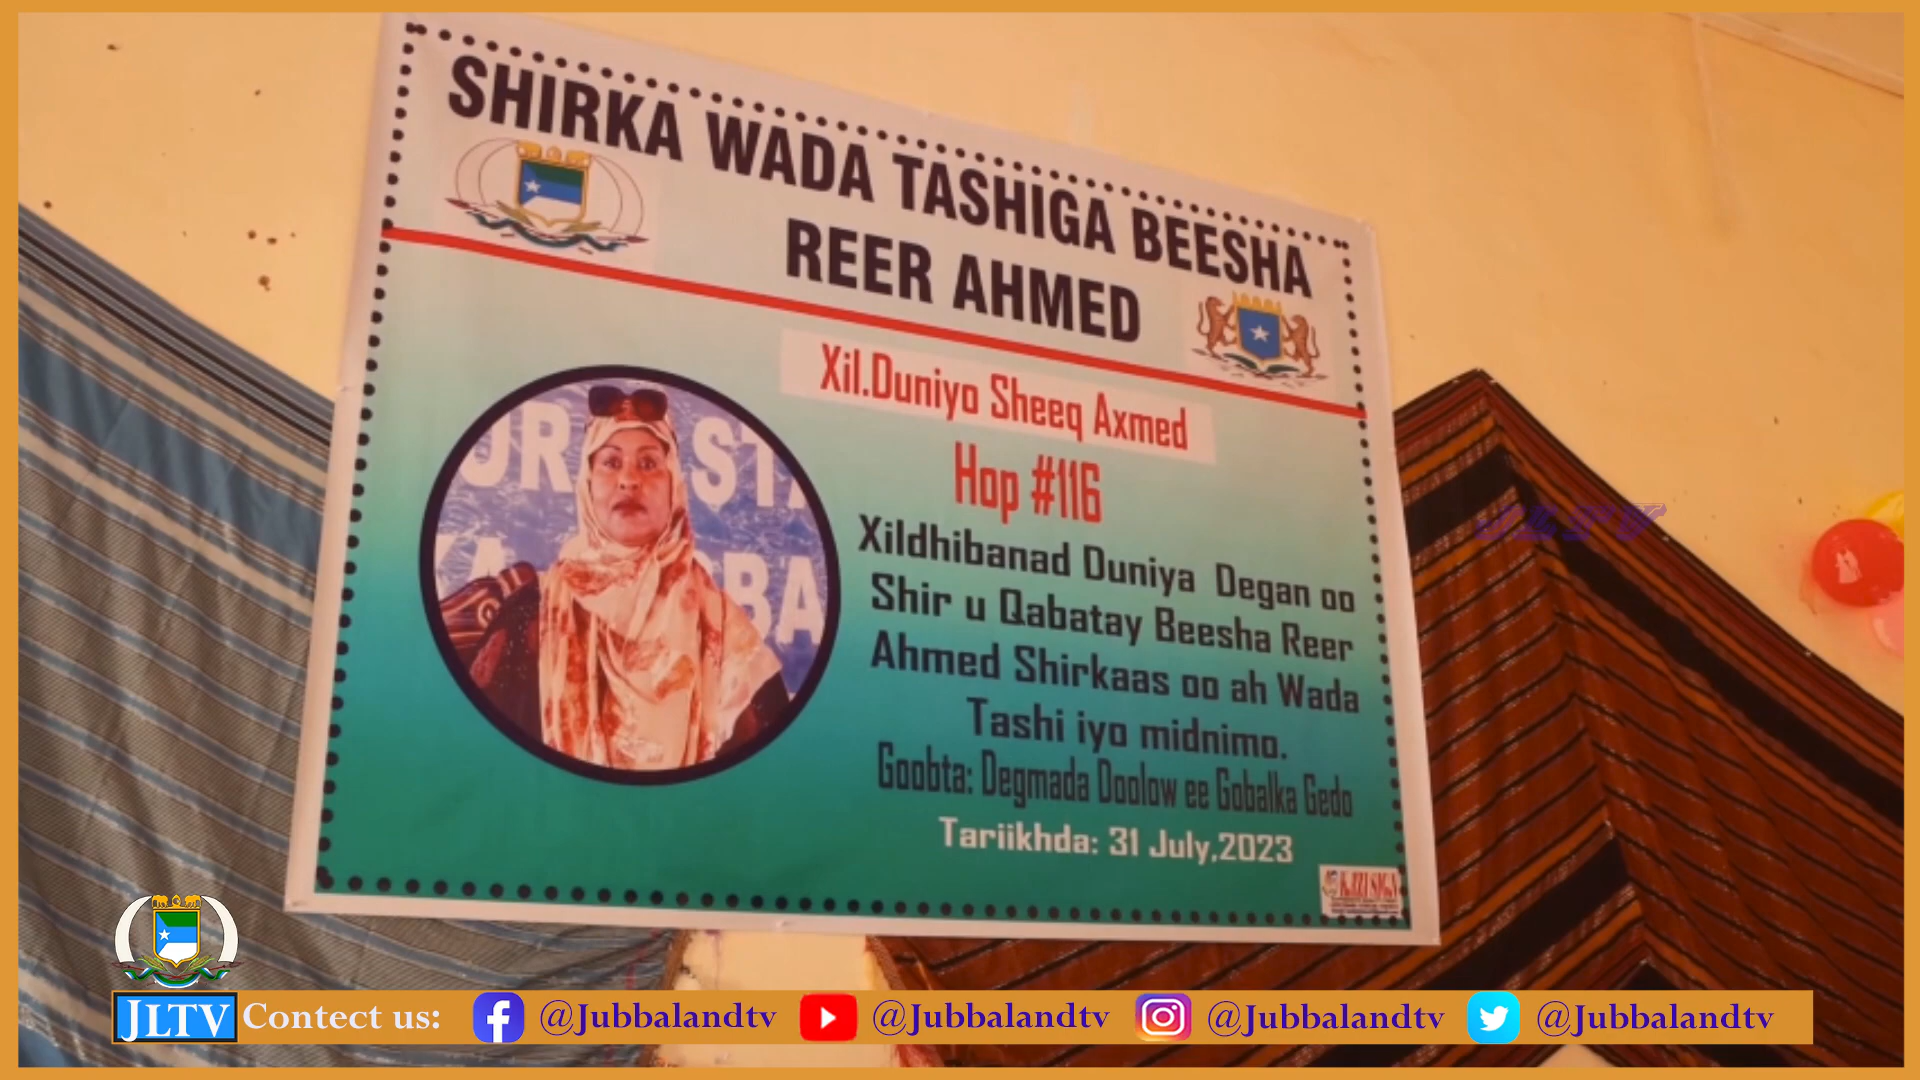 SHIRKA WADA TASHIGA BEESHA
REER AHMED
Xil.Duniyo Sheeq Axmed
Hop #116
Xildhibanad Duniya Degan oo
Shir u Qabatay Beesha Reer
Ahmed Shirkaas oo ah Wada
Tashi iyo midnimo.
Goobta: Degmada Doolow ee Gobalka Gedo
Tariikhda: 31 July,2023
JLTV
JLTV Contect us: @Jubbalandtv @Jubbalandtv @Jubbalandtv @Jubbalandtv